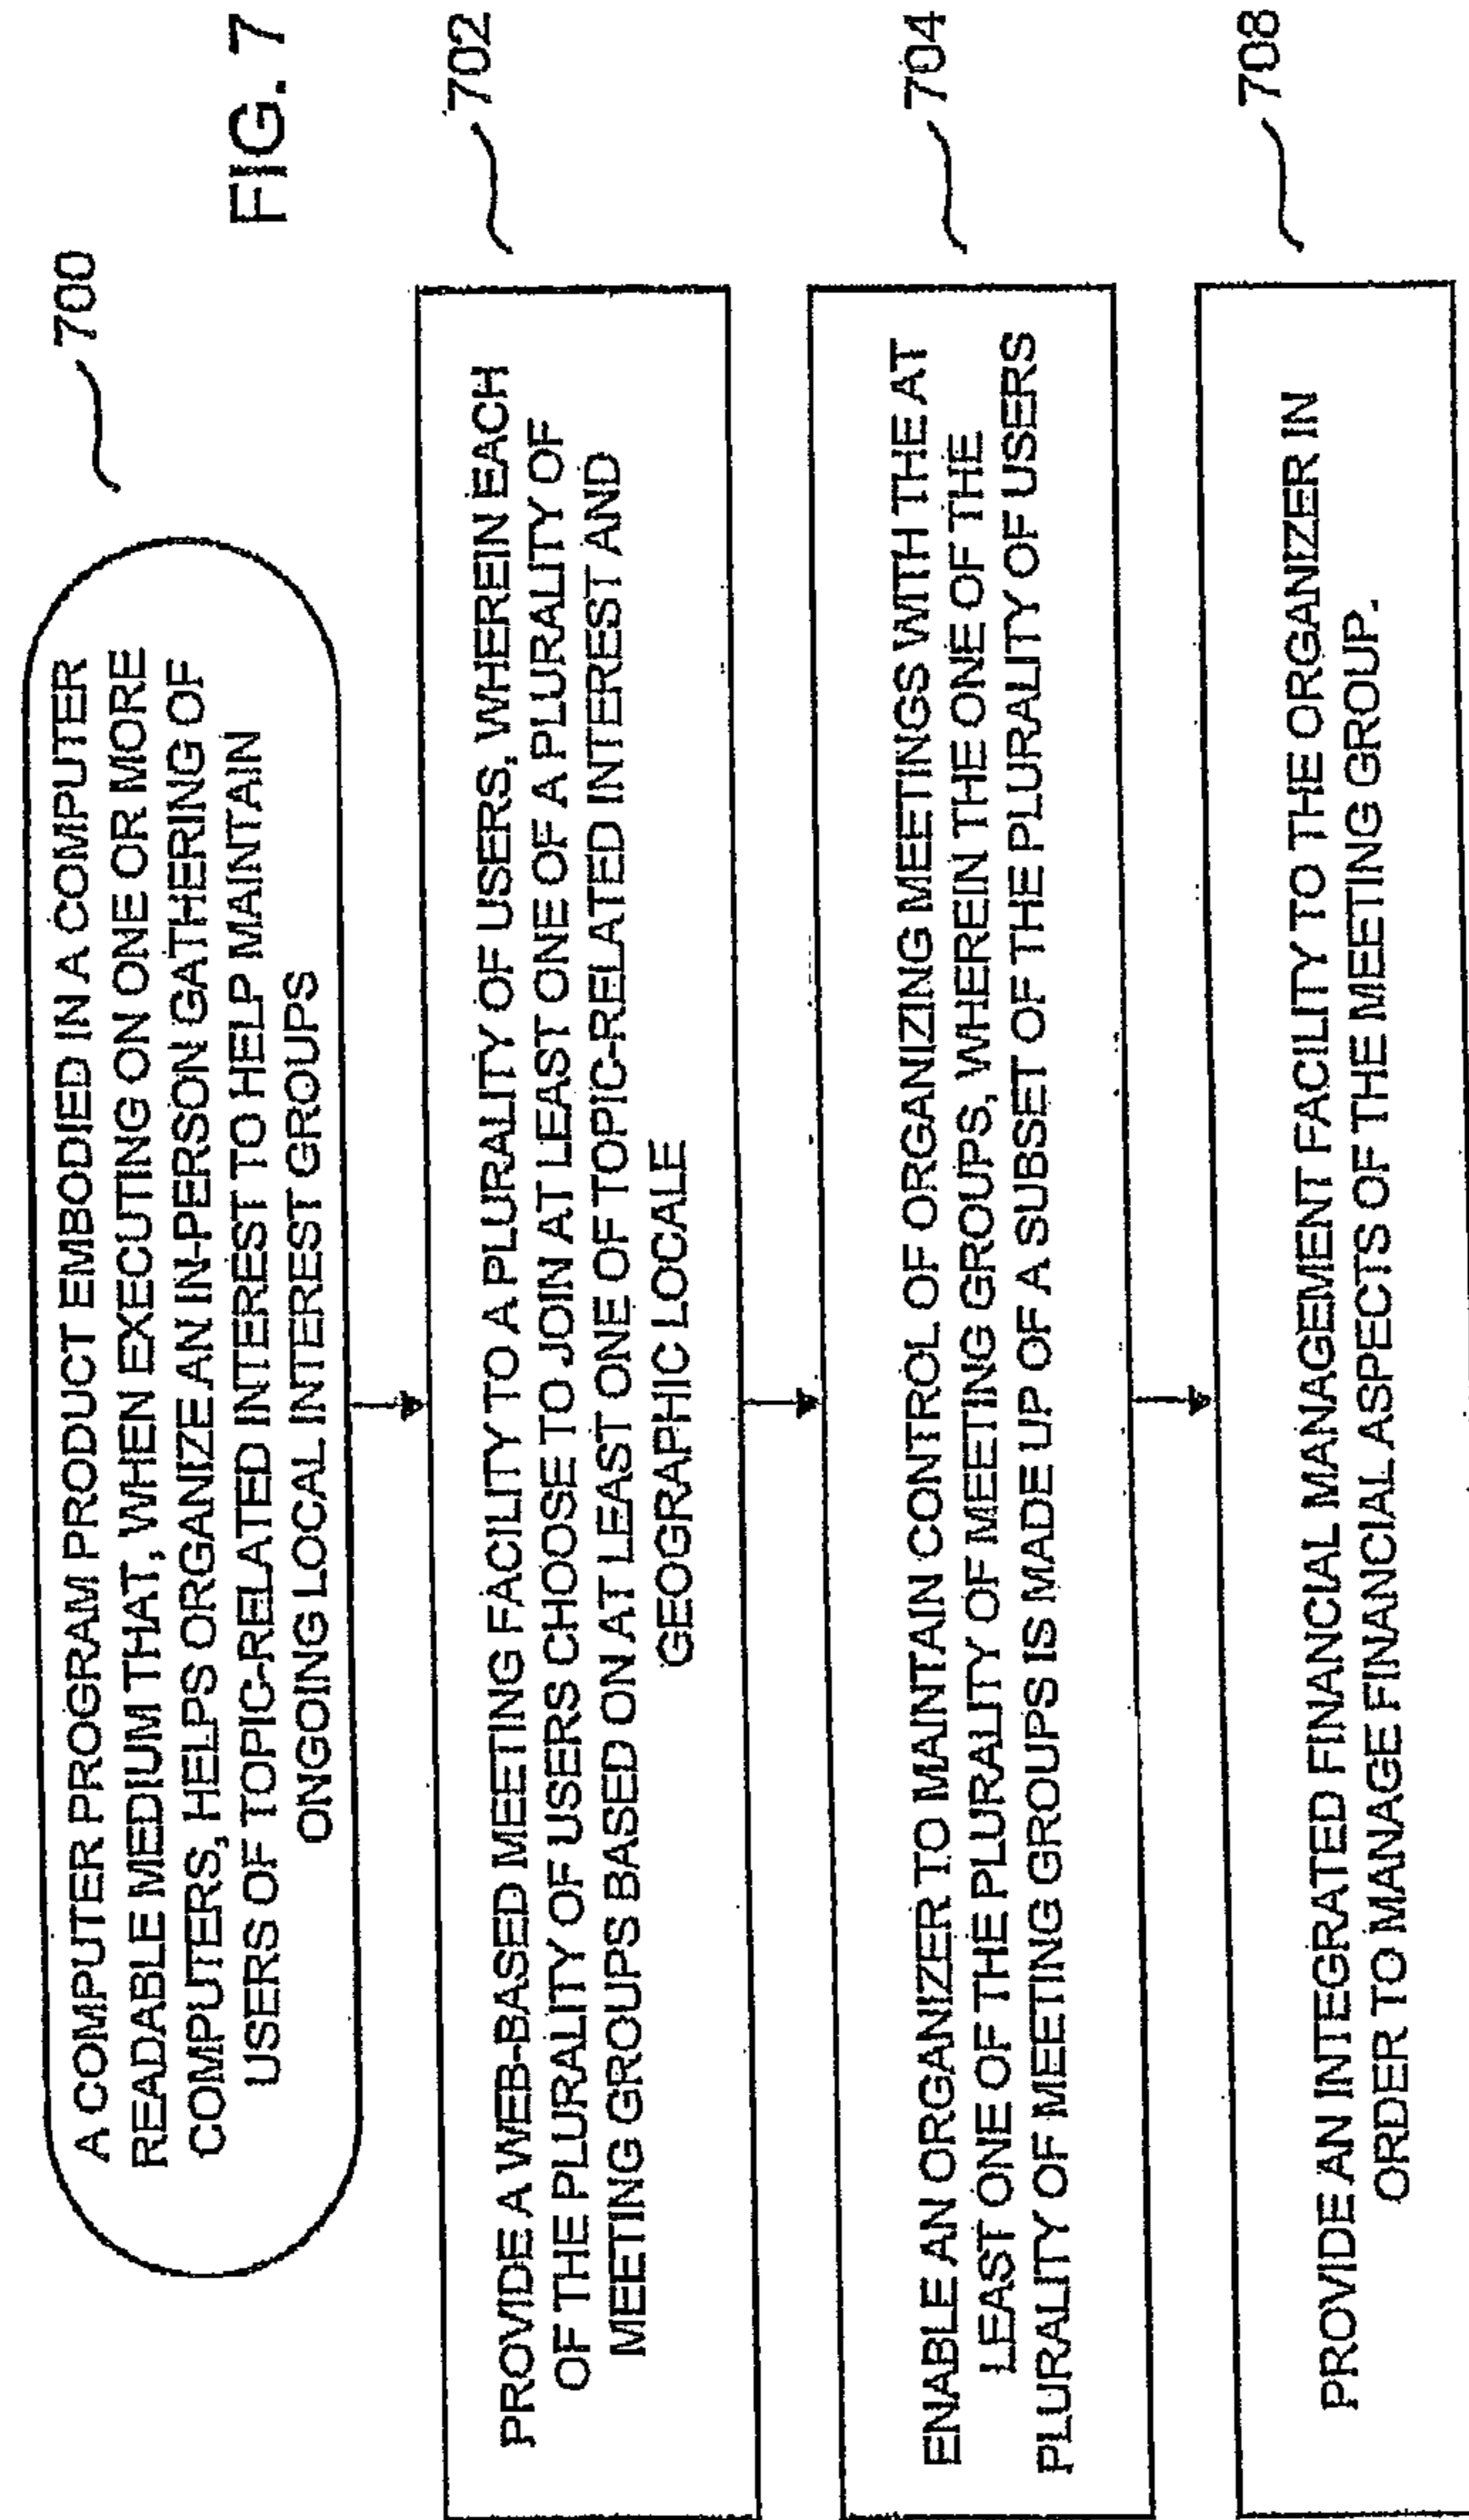 FIG. 7
700
A COMPUTER PROGRAM PRODUCT EMBODIED IN A COMPUTER
READABLE MEDIUM THAT, WHEN EXECUTING ON ONE OR MORE
COMPUTERS, HELPS ORGANIZE AN IN-PERSON GATHERING OF
USERS OF TOPIC-RELATED INTEREST TO HELP MAINTAIN
ONGOING LOCAL INTEREST GROUPS
702
PROVIDE A WEB-BASED MEETING FACILITY TO A PLURALITY OF USERS, WHEREIN EACH
OF THE PLURALITY OF USERS CHOOSE TO JOIN AT LEAST ONE OF A PLURALITY OF
MEETING GROUPS BASED ON AT LEAST ONE OF TOPIC-RELATED INTEREST AND
GEOGRAPHIC LOCALE
704
ENABLE AN ORGANIZER TO MAINTAIN CONTROL OF ORGANIZING MEETINGS WITH THE AT
LEAST ONE OF THE PLURALITY OF MEETING GROUPS, WHEREIN THE ONE OF THE
PLURALITY OF MEETING GROUPS IS MADE UP OF A SUBSET OF THE PLURALITY OF USERS
708
PROVIDE AN INTEGRATED FINANCIAL MANAGEMENT FACILITY TO THE ORGANIZER IN
ORDER TO MANAGE FINANCIAL ASPECTS OF THE MEETING GROUP.